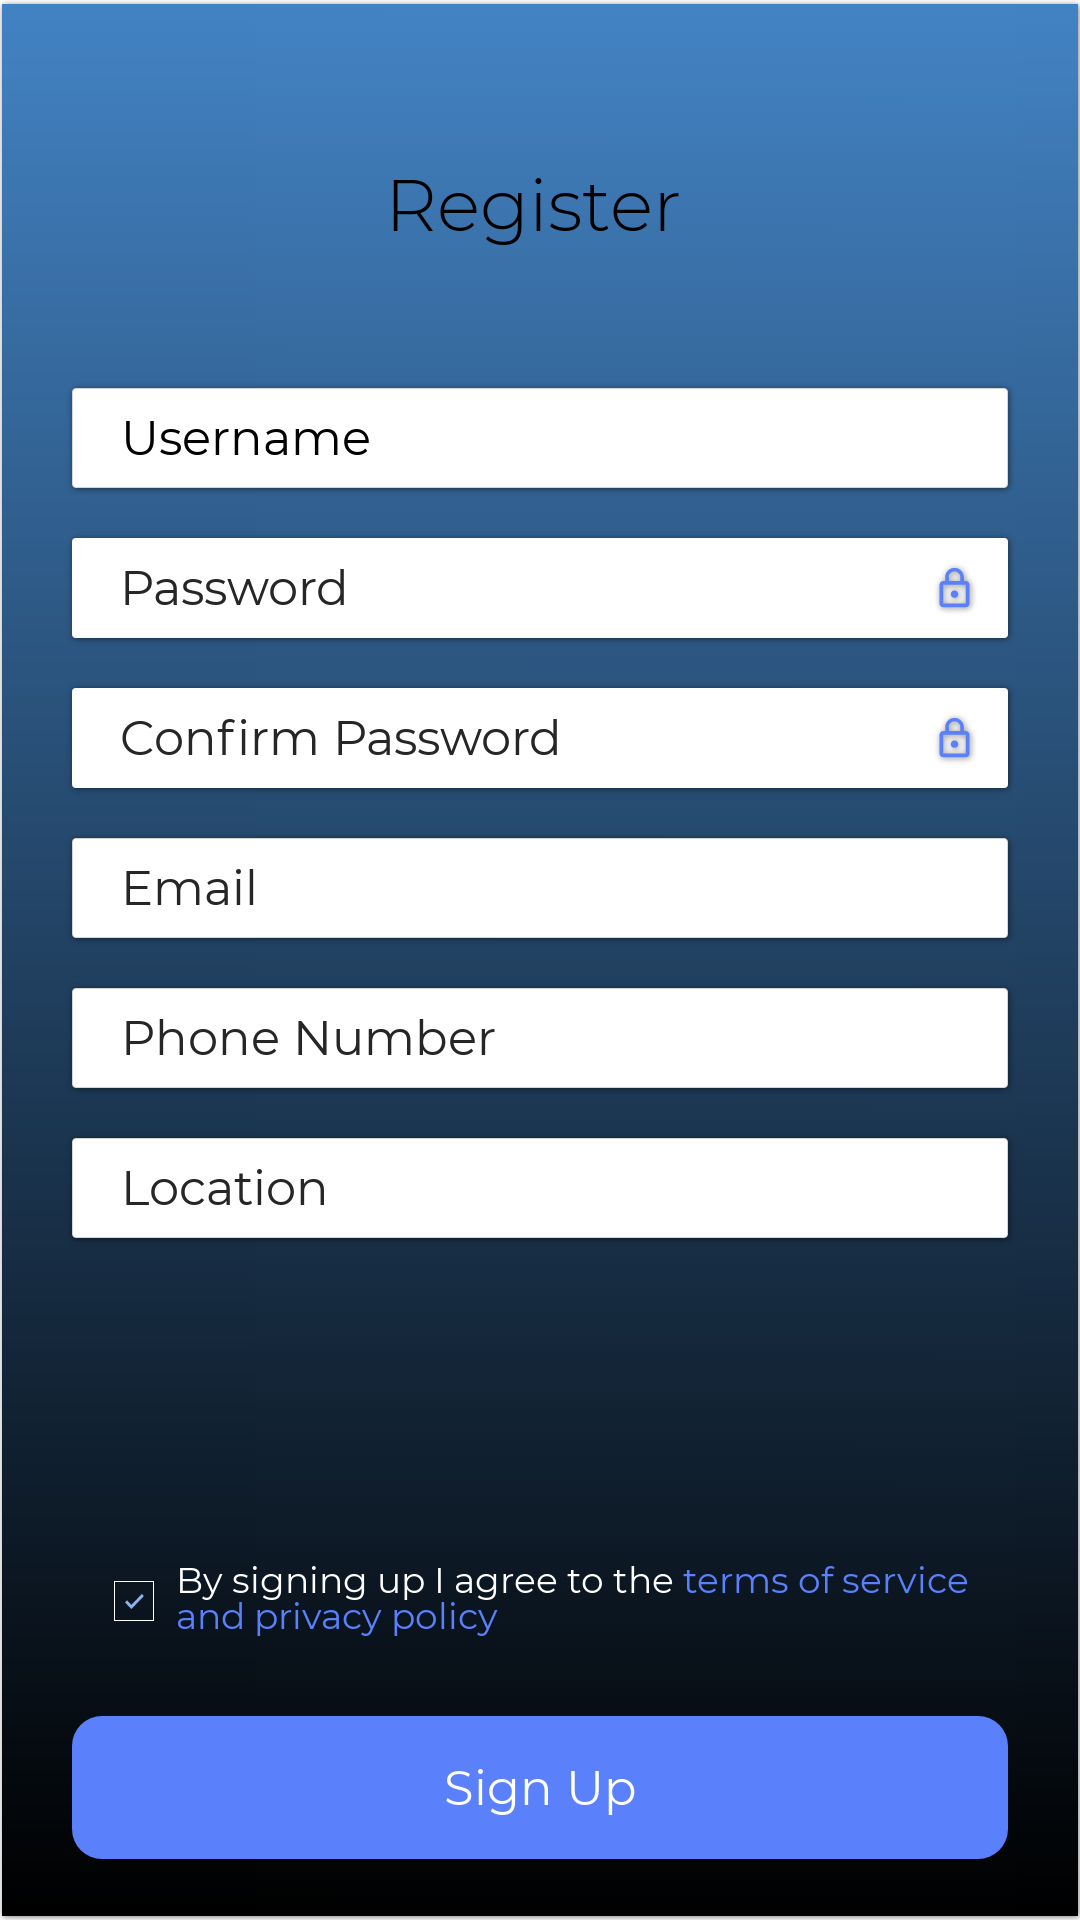 Register
Username
Password
Confirm Password
Email
Phone Number
Location
By signing up I agree to the terms of service
and privacy policy
Sign Up